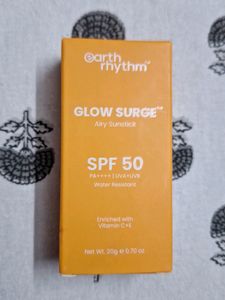 earth
rhythm™
GLOW SURGE™
Airy Sunstick
SPF 50
PA++++ | UVA+UVB
Water Resistant
Enriched with
Vitamin C+E
Net. Wt. 20g ℮ 0.70 oz